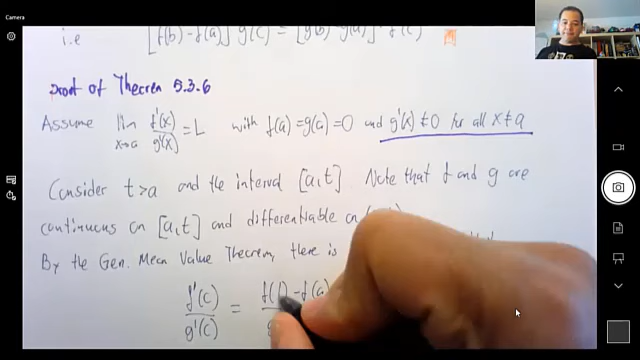 Camera
i.e [f(b)-f(a)] g'(c) = [g(b) g(a)] f'(c)
proof of Theorem 5.3.6
Assume lim x→a f'(x)/g'(x) = L with f(a)=g(a)=0 and g'(x)≠0 for all x≠a
Consider t>a and the interval [a,t]. Note that f and g are
continuous on [a,t] and differentiable on
By the Gen. Mean Value Theorem, there is
f'(c)/g'(c) = f( ) - f(a)